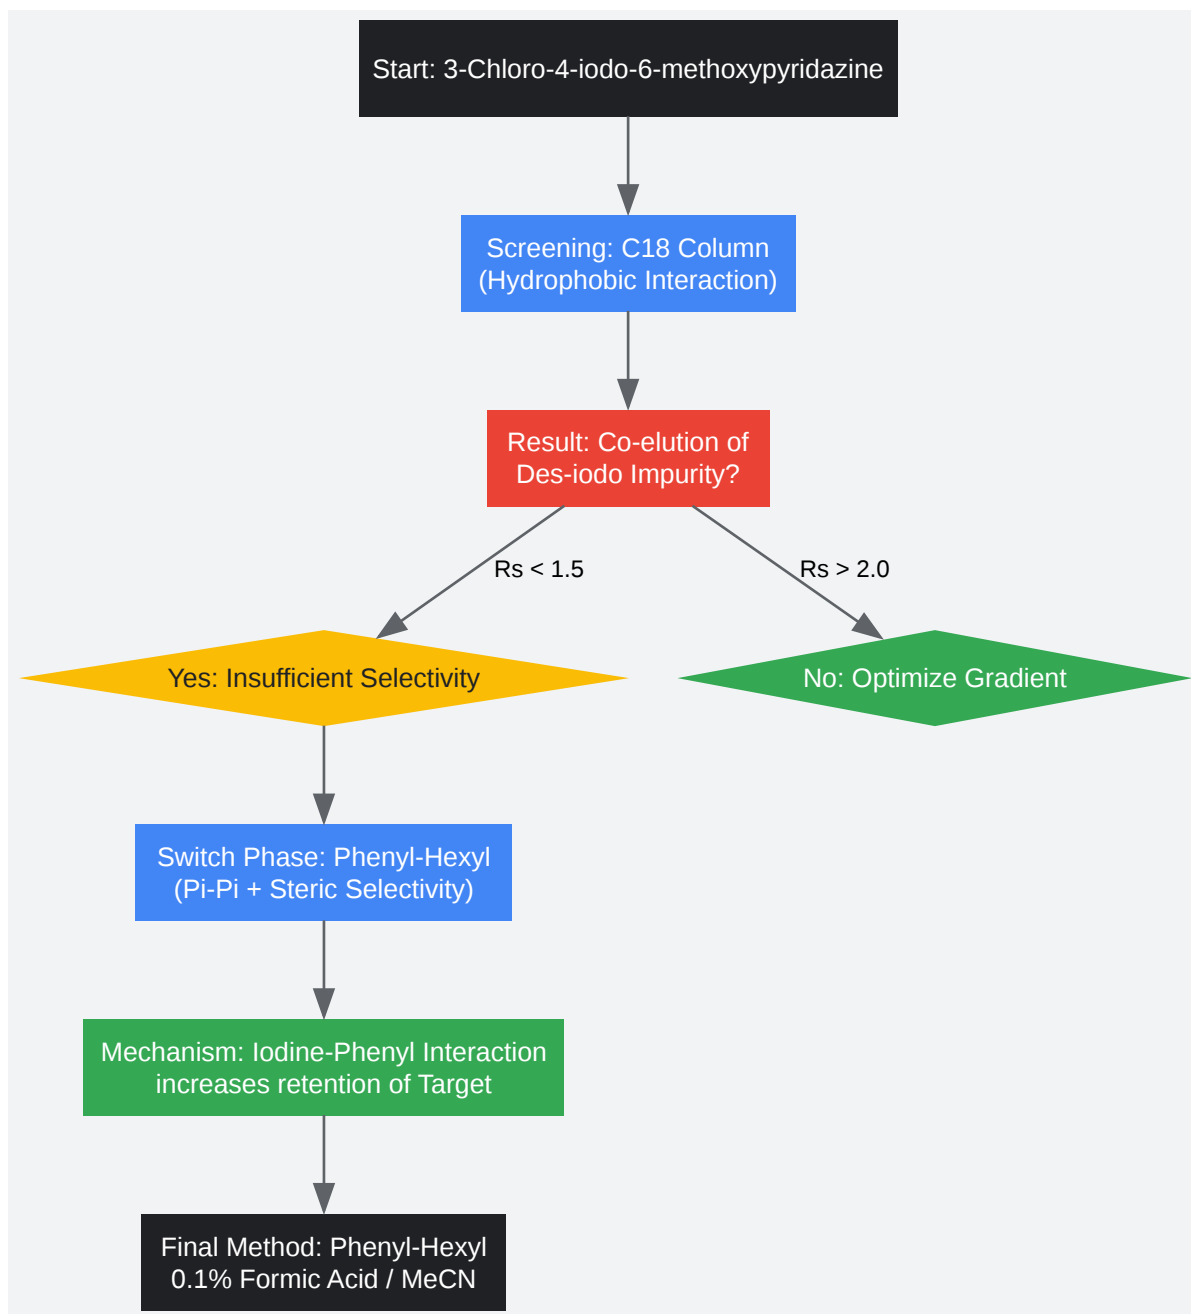 Start: 3-Chloro-4-iodo-6-methoxypyridazine
Screening: C18 Column
(Hydrophobic Interaction)
Result: Co-elution of
Des-iodo Impurity?
Rs < 1.5
Rs > 2.0
Yes: Insufficient Selectivity
No: Optimize Gradient
Switch Phase: Phenyl-Hexyl
(Pi-Pi + Steric Selectivity)
Mechanism: Iodine-Phenyl Interaction
increases retention of Target
Final Method: Phenyl-Hexyl
0.1% Formic Acid / MeCN